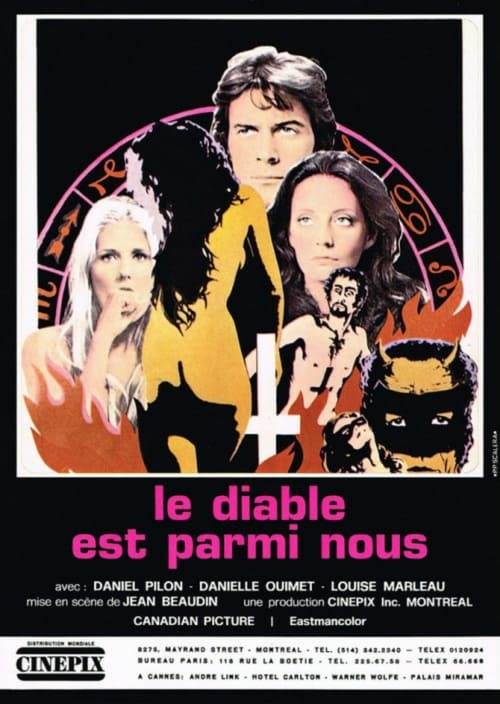 •P.P.SCALERA•
le diable
est parmi nous
avec : DANIEL PILON - DANIELLE OUIMET - LOUISE MARLEAU
mise en scène de JEAN BEAUDIN une production CINEPIX Inc. MONTREAL
CANADIAN PICTURE | Eastmancolor
DISTRIBUTION MONDIALE
CINEPIX
8275, MAYRAND STREET - MONTREAL - TEL. (514) 342.2340 – TELEX 0120924
BUREAU PARIS: 116 RUE LA BOETIE - TEL. 225.67.58 - TELEX 66.668
A CANNES: ANDRE LINK - HOTEL CARLTON - WARNER WOLFE - PALAIS MIRAMAR